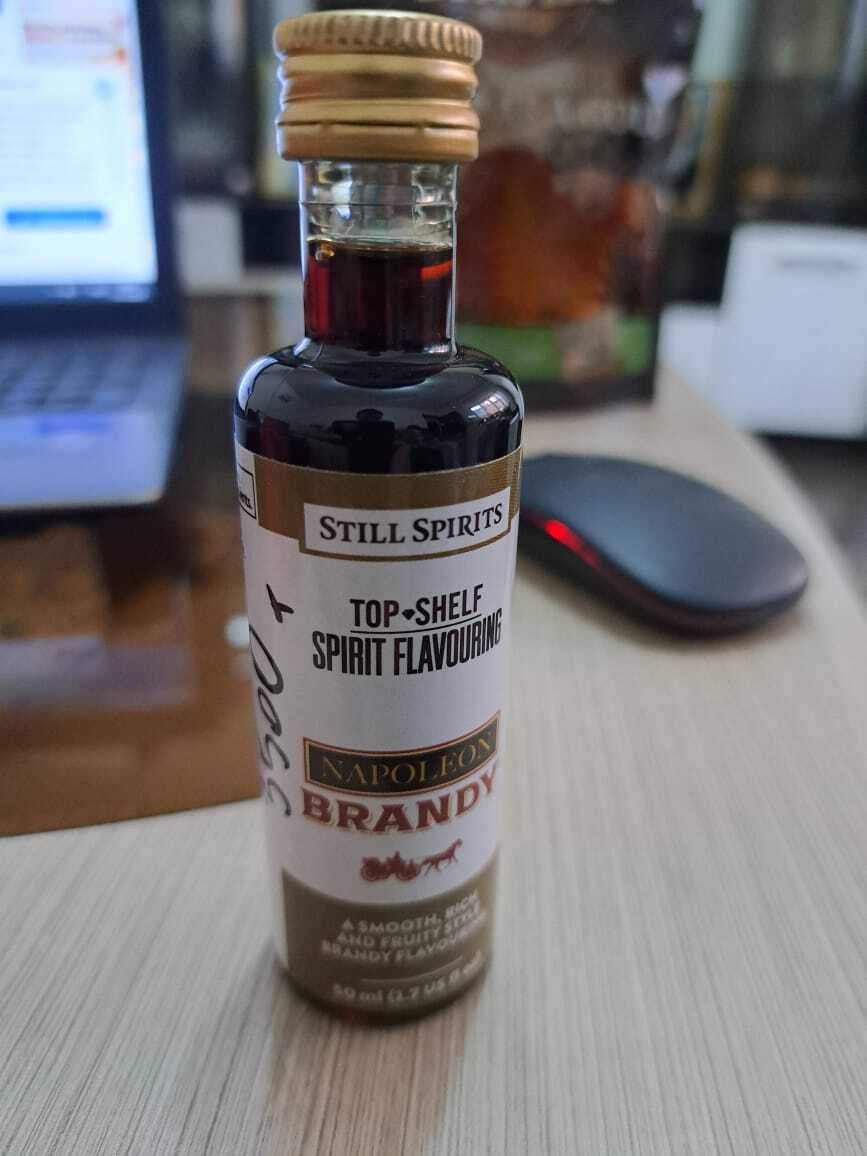 STILL SPIRITS
TOP SHELF
SPIRIT FLAVOURING
NAPOLEON
BRANDY
A SMOOTH, RICH
AND FRUITY STYLE
BRANDY FLAVOURING
50 ml (1.7 US fl oz)